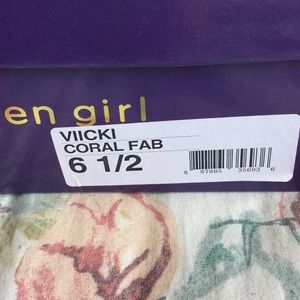 en girl
VIICKI
CORAL FAB
6 1/2
8 87865 35693 6